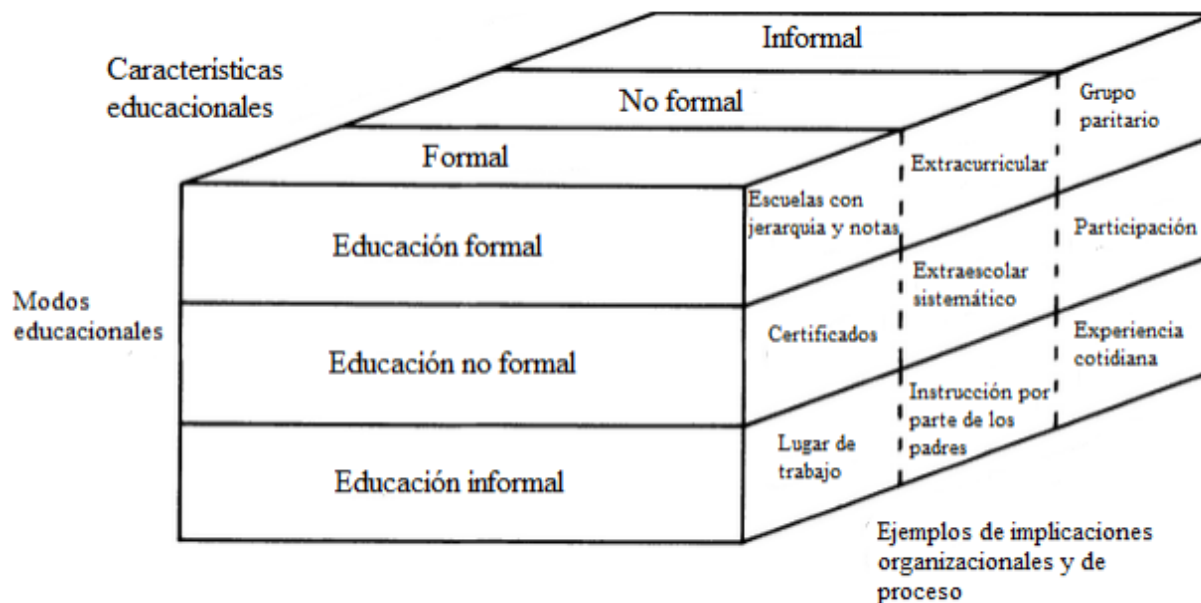 Informal
Características
educacionales
No formal
Grupo
paritario
Formal
Extracurricular
Escuelas con
jerarquía y notas
Educación formal
Participación
Extraescolar
sistemático
Modos
educacionales
Certificados
Educación no formal
Experiencia
cotidiana
Instrucción por
parte de los
padres
Lugar de
trabajo
Educación informal
Ejemplos de implicaciones
organizacionales y de
proceso